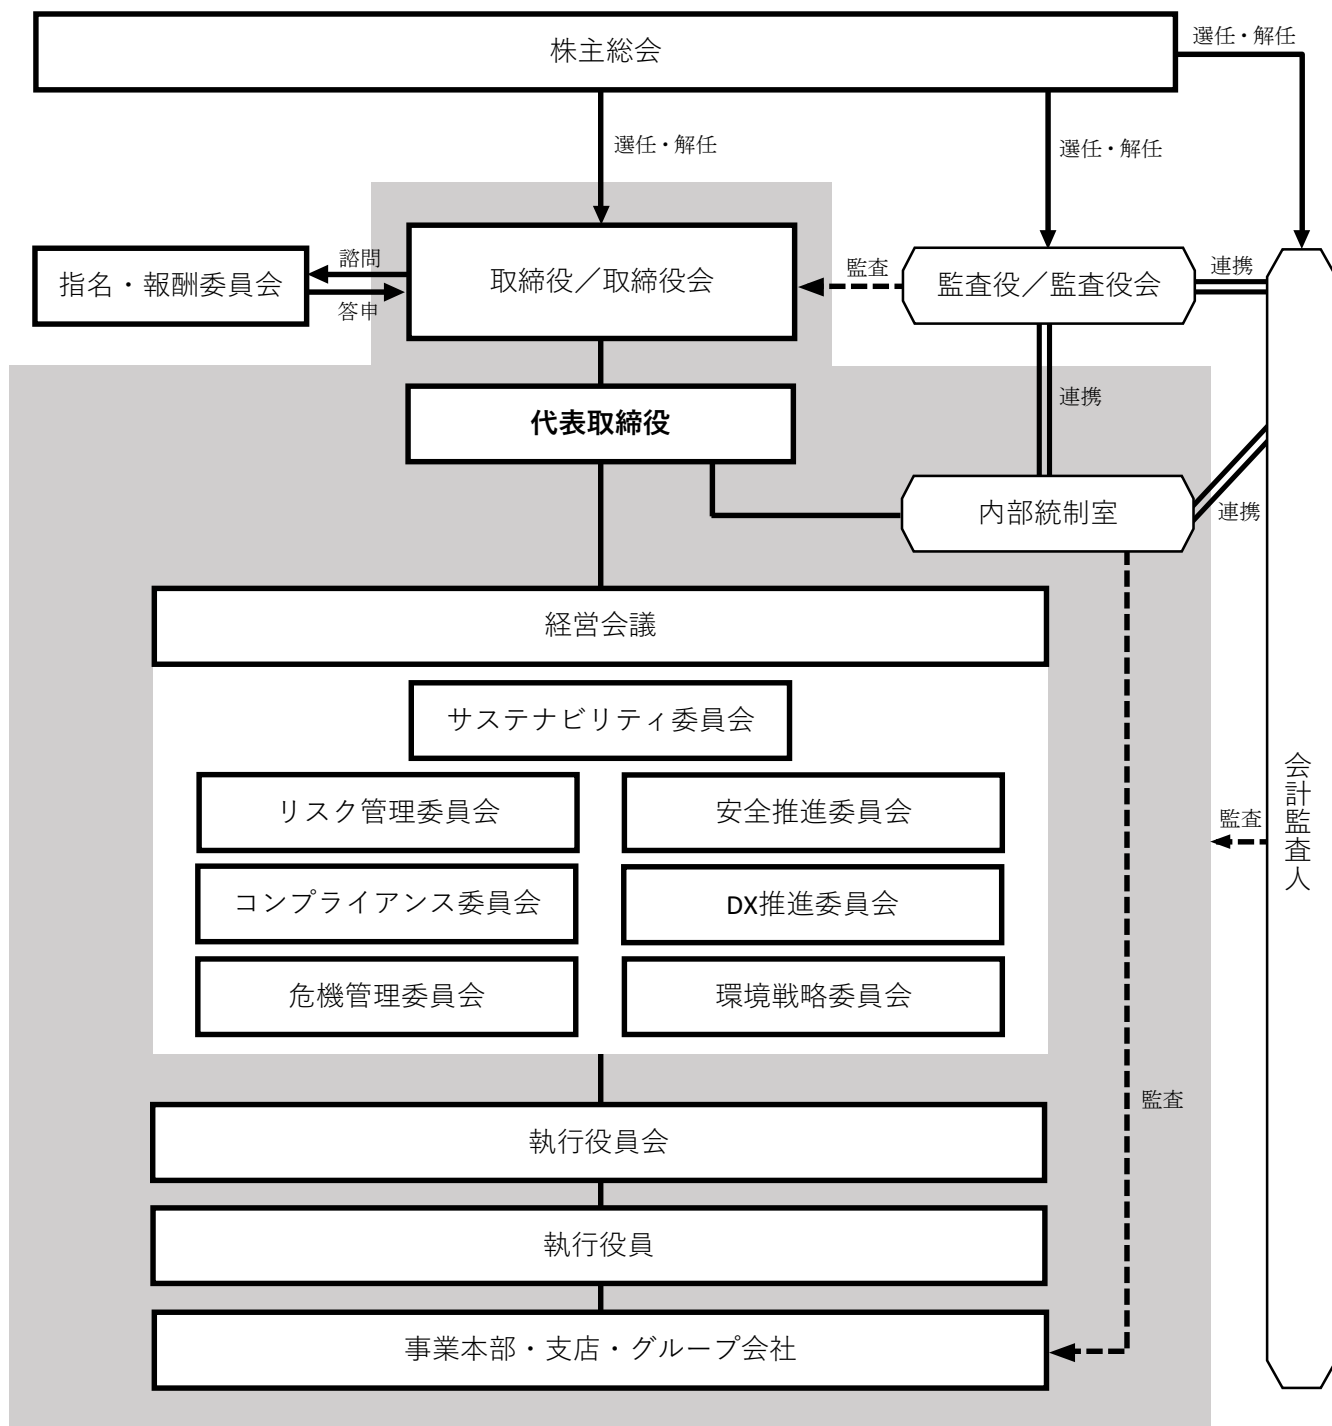 株主総会
選任・解任
選任・解任
選任・解任
指名・報酬委員会
諮問
答申
取締役／取締役会
監査
監査役／監査役会
連携
代表取締役
連携
内部統制室
連携
経営会議
サステナビリティ委員会
リスク管理委員会
安全推進委員会
コンプライアンス委員会
DX推進委員会
危機管理委員会
環境戦略委員会
監査
会計監査人
監査
執行役員会
執行役員
事業本部・支店・グループ会社